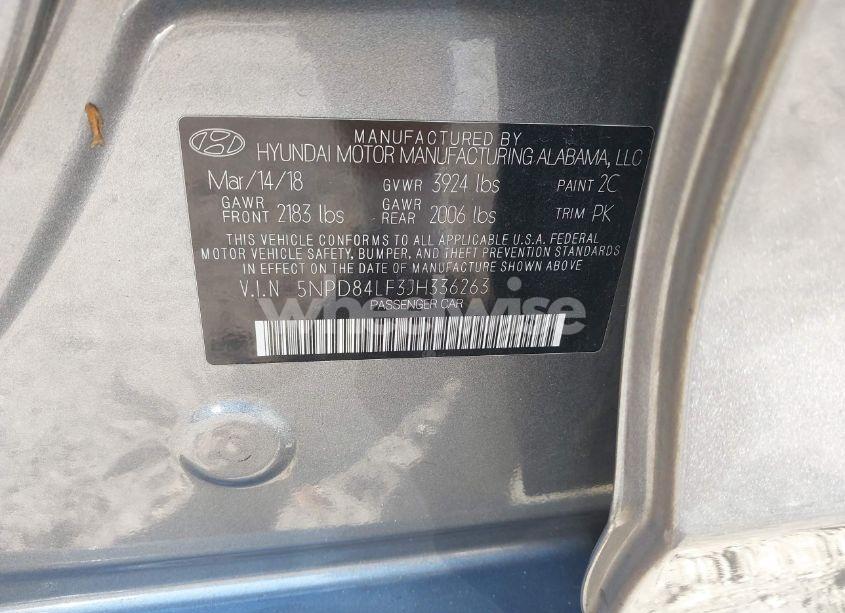 MANUFACTURED BY
HYUNDAI MOTOR MANUFACTURING ALABAMA, LLC
Mar/14/18 GVWR 3924 lbs PAINT 2C
GAWR FRONT 2183 lbs GAWR REAR 2006 lbs TRIM PK
THIS VEHICLE CONFORMS TO ALL APPLICABLE U.S.A. FEDERAL
MOTOR VEHICLE SAFETY, BUMPER, AND THEFT PREVENTION STANDARDS
IN EFFECT ON THE DATE OF MANUFACTURE SHOWN ABOVE
V.I.N 5NPD84LF3JH336263
PASSENGER CAR
wheelwise